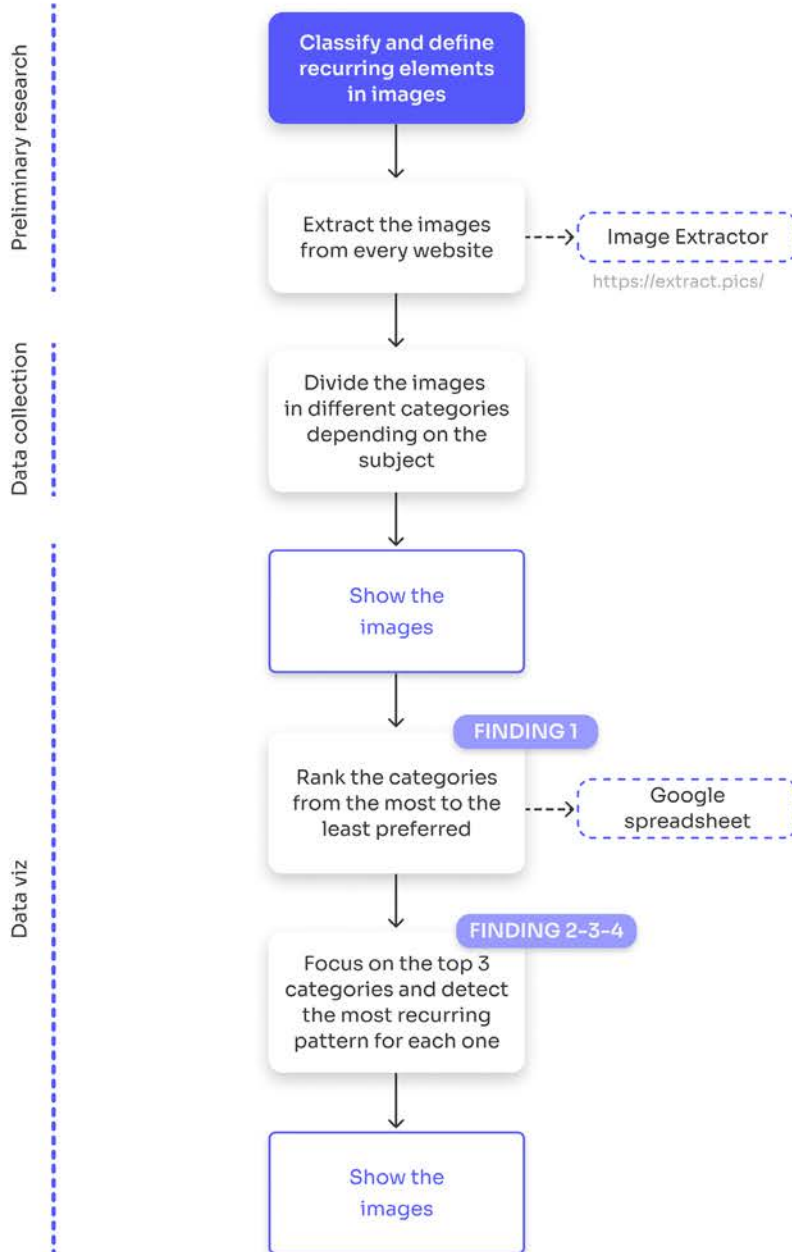 Preliminary research
Classify and define
recurring elements
in images
Extract the images
from every website
Image Extractor
https://extract.pics/
Data collection
Divide the images
in different categories
depending on the
subject
Data viz
Show the
images
FINDING 1
Rank the categories
from the most to the
least preferred
Google
spreadsheet
FINDING 2-3-4
Focus on the top 3
categories and detect
the most recurring
pattern for each one
Show the
images